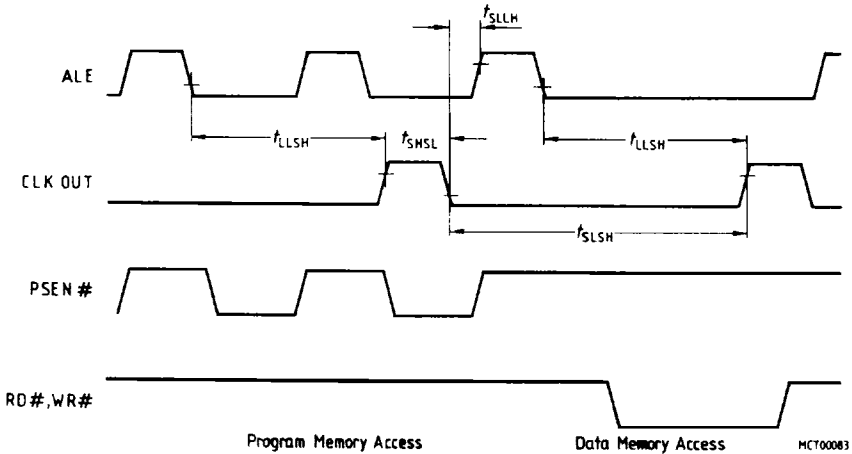 tSLLH
ALE
tLLSH
tSHSL
tLLSH
CLK OUT
tSLSH
PSEN #
RD#,WR#
Program Memory Access
Data Memory Access
MCT00083